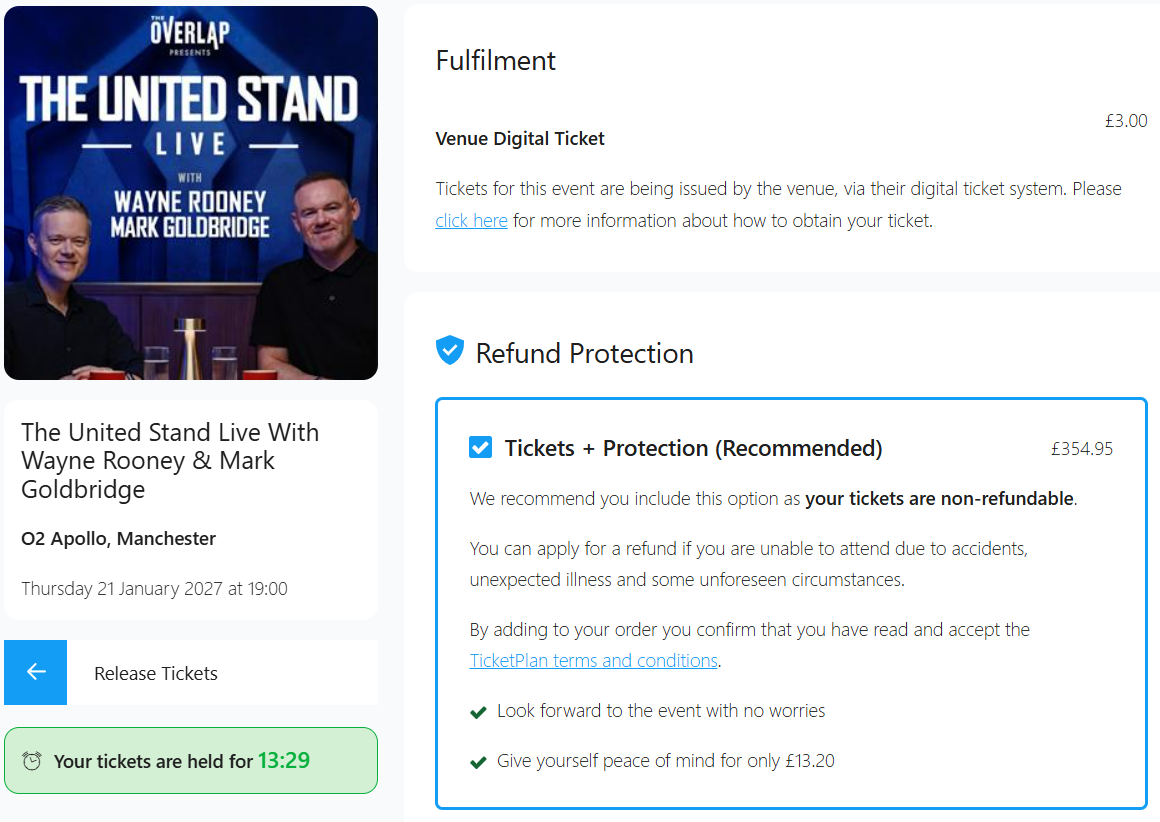 THE
OVERLAP
PRESENTS
THE UNITED STAND
LIVE
WITH
WAYNE ROONEY
MARK GOLDBRIDGE
The United Stand Live With
Wayne Rooney & Mark
Goldbridge
O2 Apollo, Manchester
Thursday 21 January 2027 at 19:00
Release Tickets
Your tickets are held for 13:29
Fulfilment
£3.00
Venue Digital Ticket
Tickets for this event are being issued by the venue, via their digital ticket system. Please
click here for more information about how to obtain your ticket.
Refund Protection
Tickets + Protection (Recommended) £354.95
We recommend you include this option as your tickets are non-refundable.
You can apply for a refund if you are unable to attend due to accidents,
unexpected illness and some unforeseen circumstances.
By adding to your order you confirm that you have read and accept the
TicketPlan terms and conditions.
Look forward to the event with no worries
Give yourself peace of mind for only £13.20